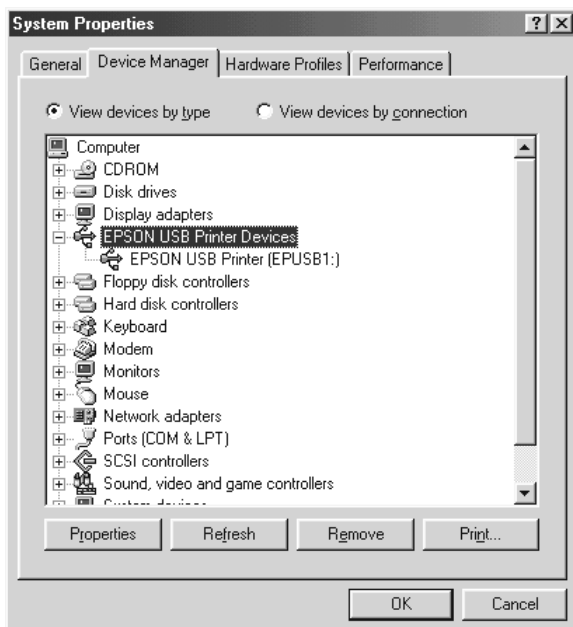 System Properties
General Device Manager Hardware Profiles Performance
View devices by type View devices by connection
Computer
CDROM
Disk drives
Display adapters
EPSON USB Printer Devices
EPSON USB Printer (EPUSB1:)
Floppy disk controllers
Hard disk controllers
Keyboard
Modem
Monitors
Mouse
Network adapters
Ports (COM & LPT)
SCSI controllers
Sound, video and game controllers
System devices
Properties Refresh Remove Print...
OK Cancel